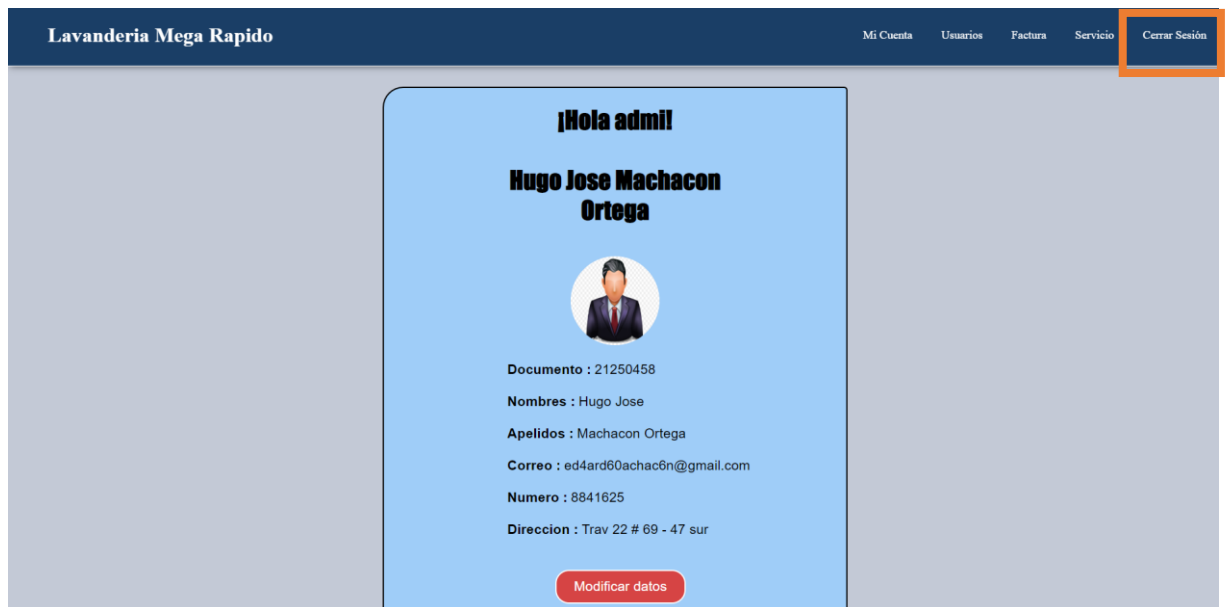 Lavanderia Mega Rapido
Mi Cuenta Usuarios Factura Servicio Cerrar Sesión
¡Hola admi!
Hugo Jose Machacon
Ortega
Documento : 21250458
Nombres : Hugo Jose
Apelidos : Machacon Ortega
Correo : ed4ard60achac6n@gmail.com
Numero : 8841625
Direccion : Trav 22 # 69 - 47 sur
Modificar datos